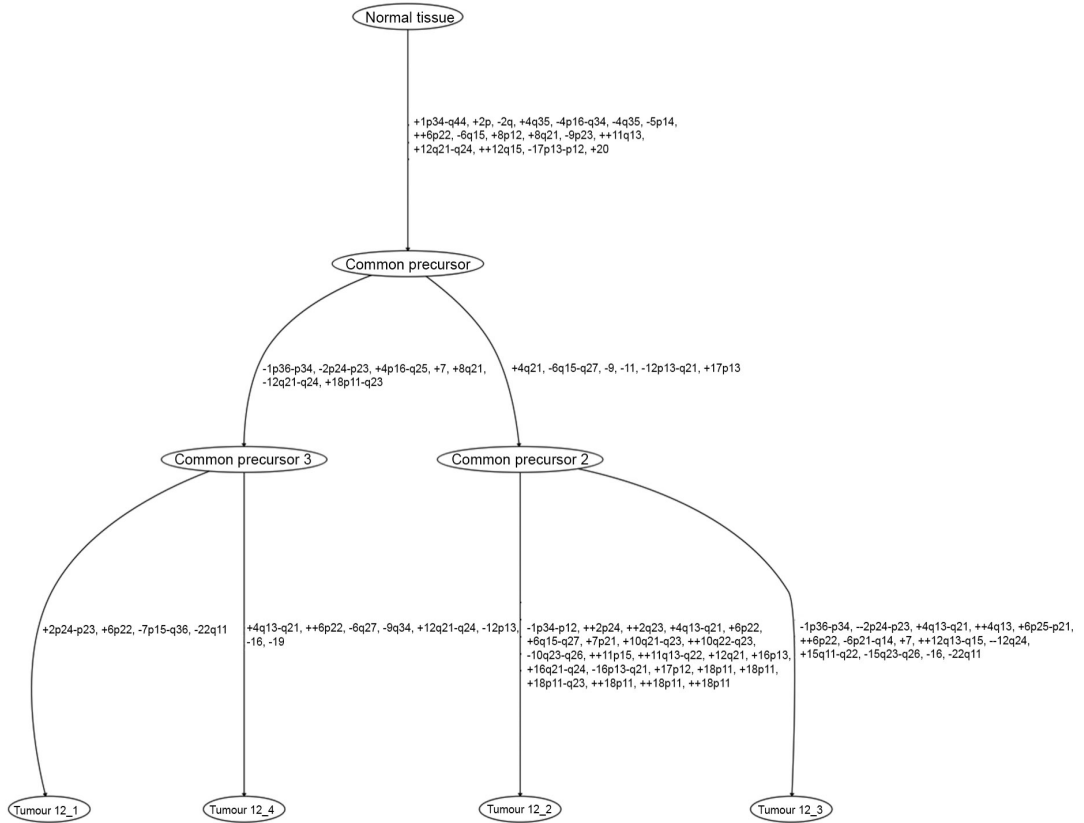 Normal tissue
+1p34-q44, +2p, -2q, +4q35, -4p16-q34, -4q35, -5p14,
++6p22, -6q15, +8p12, +8q21, -9p23, ++11q13,
+12q21-q24, ++12q15, -17p13-p12, +20
Common precursor
-1p36-p34, -2p24-p23, +4p16-q25, +7, +8q21,
-12q21-q24, +18p11-q23
+4q21, -6q15-q27, -9, -11, -12p13-q21, +17p13
Common precursor 3
Common precursor 2
+2p24-p23, +6p22, -7p15-q36, -22q11
+4q13-q21, ++6p22, -6q27, -9q34, +12q21-q24, -12p13,
-16, -19
-1p34-p12, ++2p24, ++2q23, +4q13-q21, +6p22,
+6q15-q27, +7p21, +10q21-q23, ++10q22-q23,
-10q23-q26, ++11p15, ++11q13-q22, +12q21, +16p13,
+16q21-q24, -16p13-q21, +17p12, +18p11, +18p11,
+18p11-q23, ++18p11, ++18p11, ++18p11
-1p36-p34, --2p24-p23, +4q13-q21, ++4q13, +6p25-p21,
++6p22, -6p21-q14, +7, ++12q13-q15, --12q24,
+15q11-q22, -15q23-q26, -16, -22q11
Tumour 12_1
Tumour 12_4
Tumour 12_2
Tumour 12_3